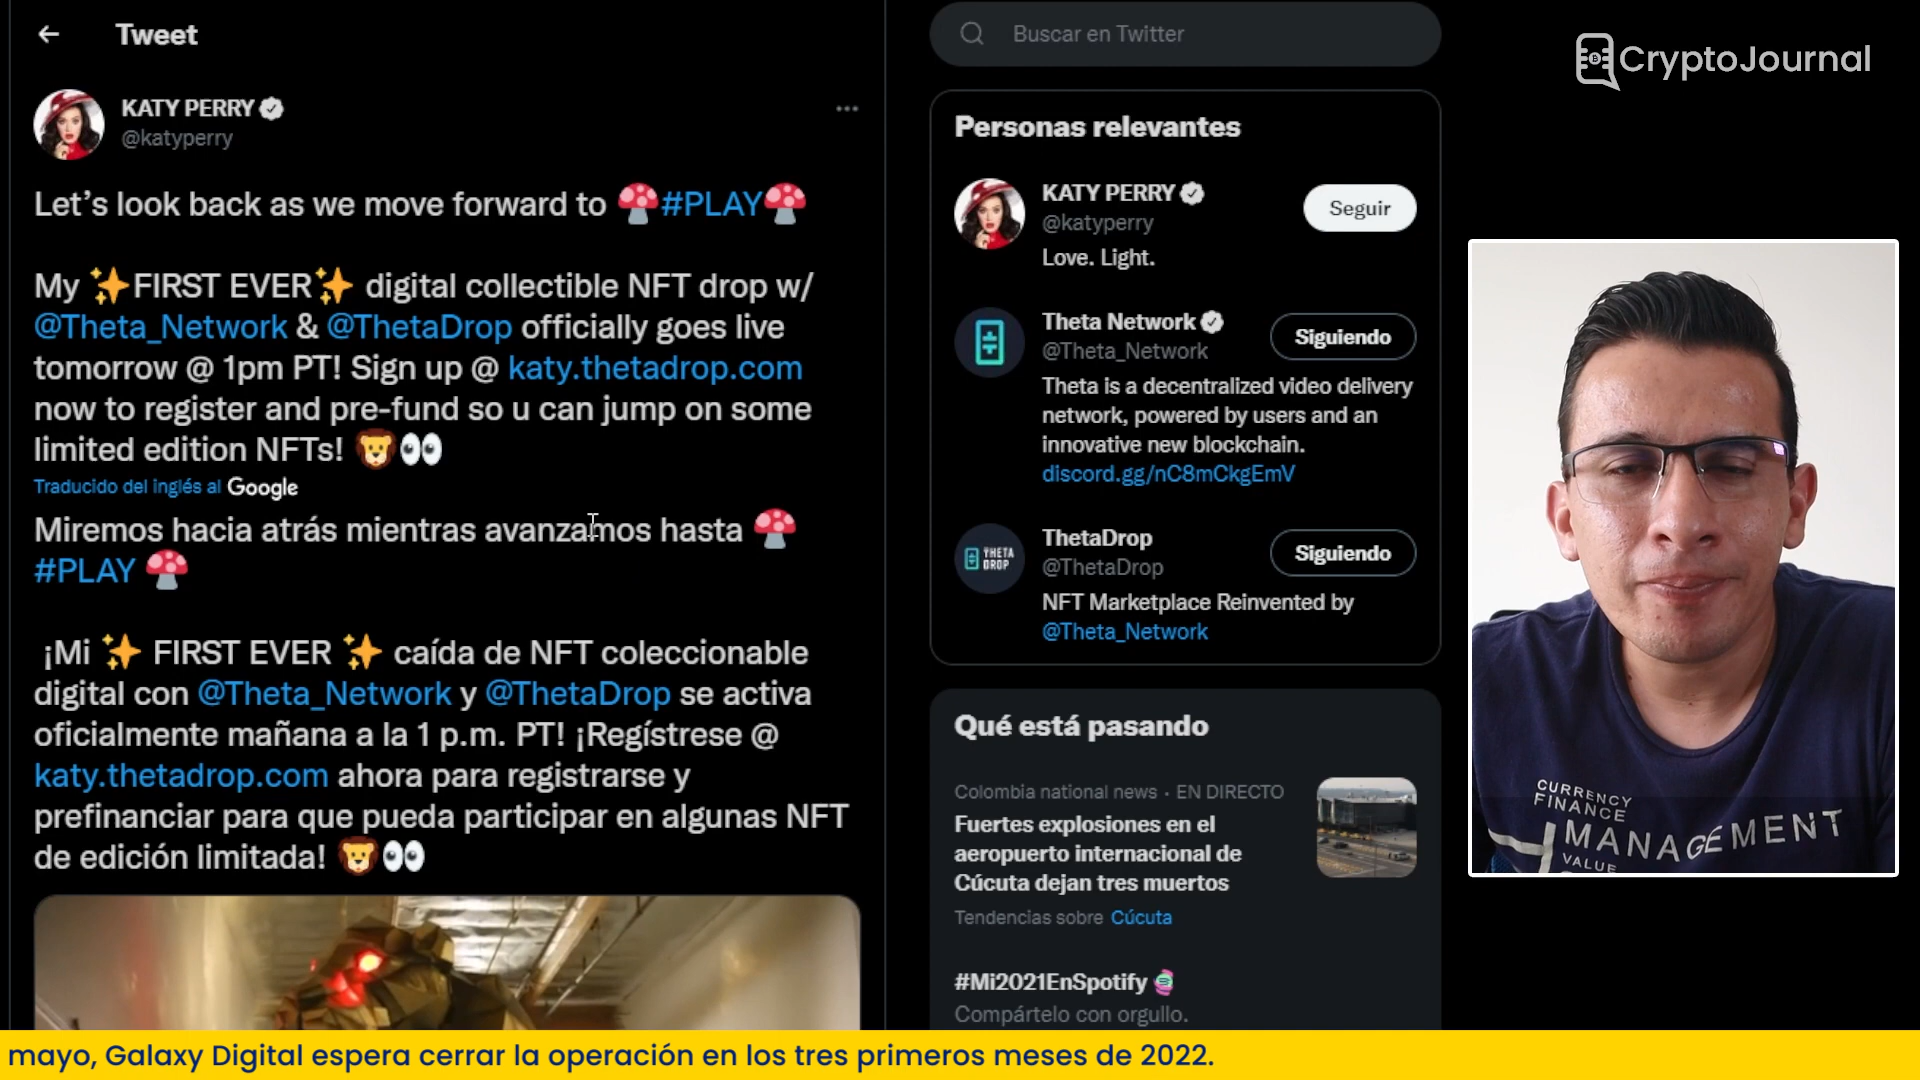 Tweet
KATY PERRY
@katyperry
Let's look back as we move forward to 🍄#PLAY🍄
My ✨FIRST EVER✨ digital collectible NFT drop w/
@Theta_Network & @ThetaDrop officially goes live
tomorrow @ 1pm PT! Sign up @ katy.thetadrop.com
now to register and pre-fund so u can jump on some
limited edition NFTs! 🦁👀
Traducido del inglés al Google
Miremos hacia atrás mientras avanzamos hasta 🍄
#PLAY 🍄
¡Mi ✨ FIRST EVER ✨ caída de NFT coleccionable
digital con @Theta_Network y @ThetaDrop se activa
oficialmente mañana a la 1 p.m. PT! ¡Regístrese @
katy.thetadrop.com ahora para registrarse y
prefinanciar para que pueda participar en algunas NFT
de edición limitada! 🦁👀
Buscar en Twitter
Personas relevantes
KATY PERRY
@katyperry
Seguir
Love. Light.
Theta Network
@Theta_Network
Siguiendo
Theta is a decentralized video delivery
network, powered by users and an
innovative new blockchain.
discord.gg/nC8mCkgEmV
THETA
DROP
ThetaDrop
@ThetaDrop
Siguiendo
NFT Marketplace Reinvented by
@Theta_Network
Qué está pasando
Colombia national news · EN DIRECTO
Fuertes explosiones en el
aeropuerto internacional de
Cúcuta dejan tres muertos
Tendencias sobre Cúcuta
#Mi2021EnSpotify
Compártelo con orgullo.
CryptoJournal
CURRENCY
FINANCE
MANAGEMENT
VALUE
mayo, Galaxy Digital espera cerrar la operación en los tres primeros meses de 2022.